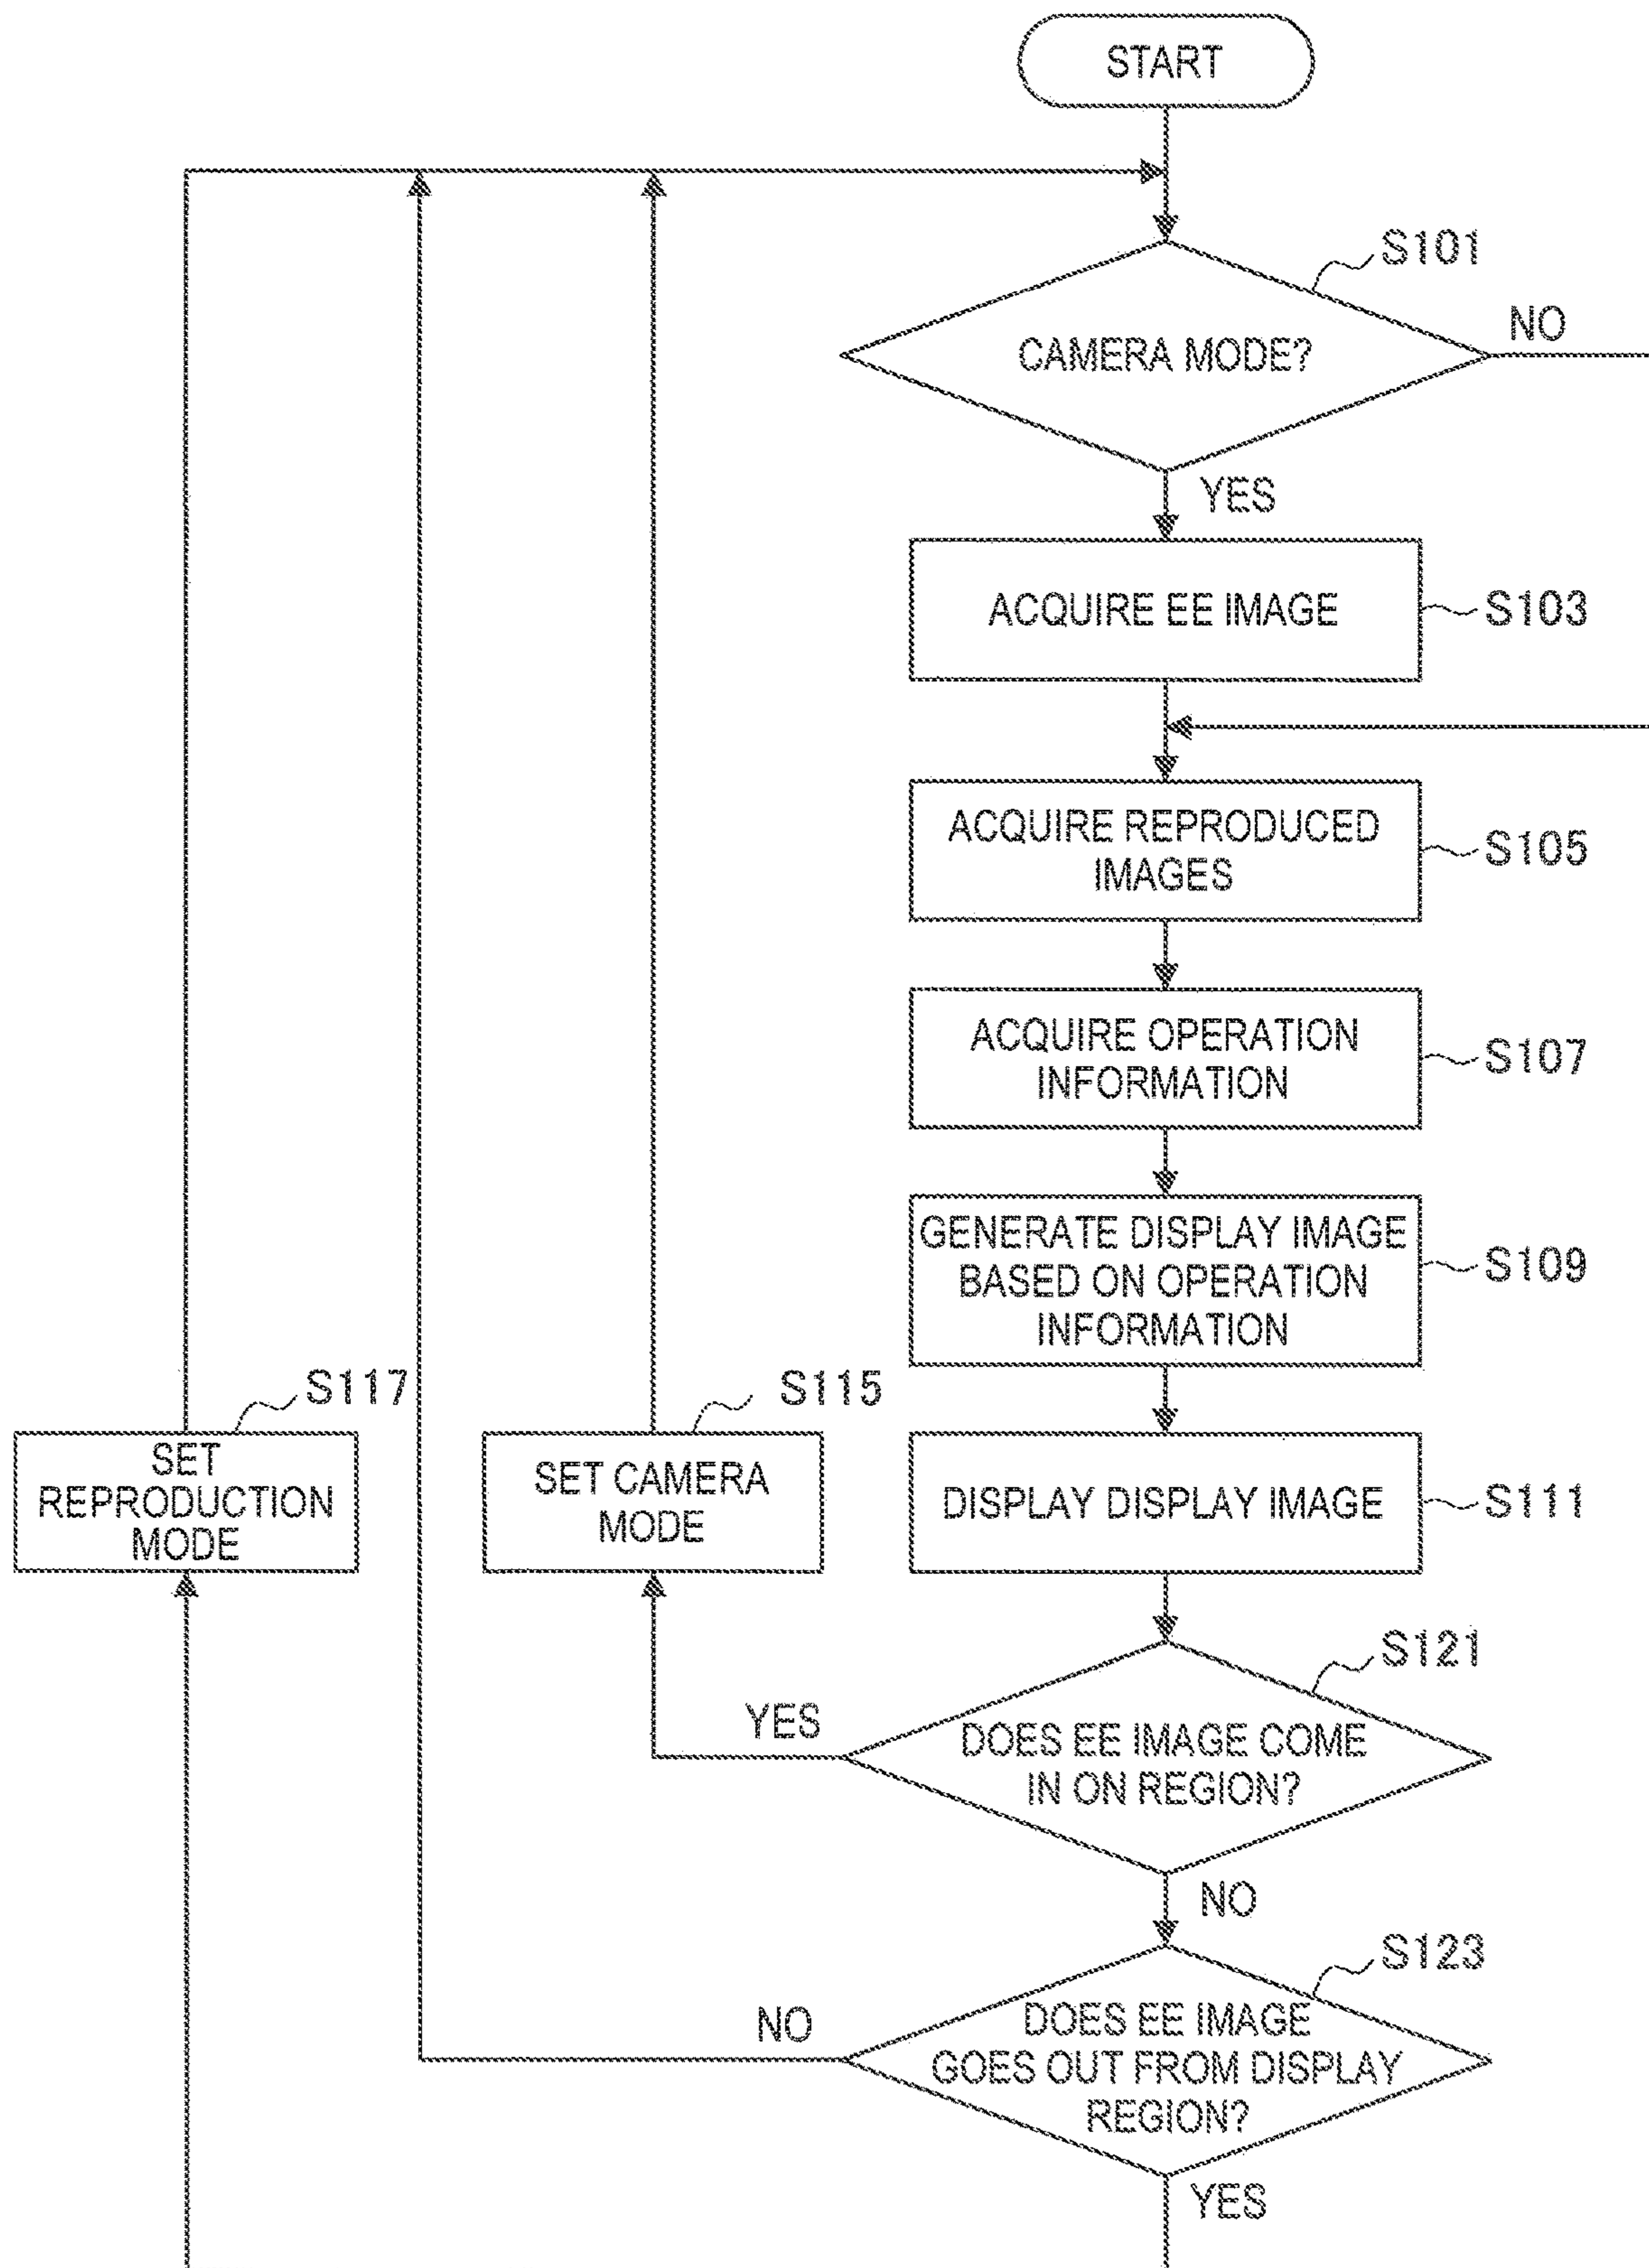 START
S101
NO
CAMERA MODE?
YES
ACQUIRE EE IMAGE
S103
ACQUIRE REPRODUCED
IMAGES
S105
ACQUIRE OPERATION
INFORMATION
S107
GENERATE DISPLAY IMAGE
BASED ON OPERATION
INFORMATION
S109
S117
SET
REPRODUCTION
MODE
S115
SET CAMERA
MODE
DISPLAY DISPLAY IMAGE
S111
S121
YES
DOES EE IMAGE COME
IN ON REGION?
NO
S123
NO
DOES EE IMAGE
GOES OUT FROM DISPLAY
REGION?
YES